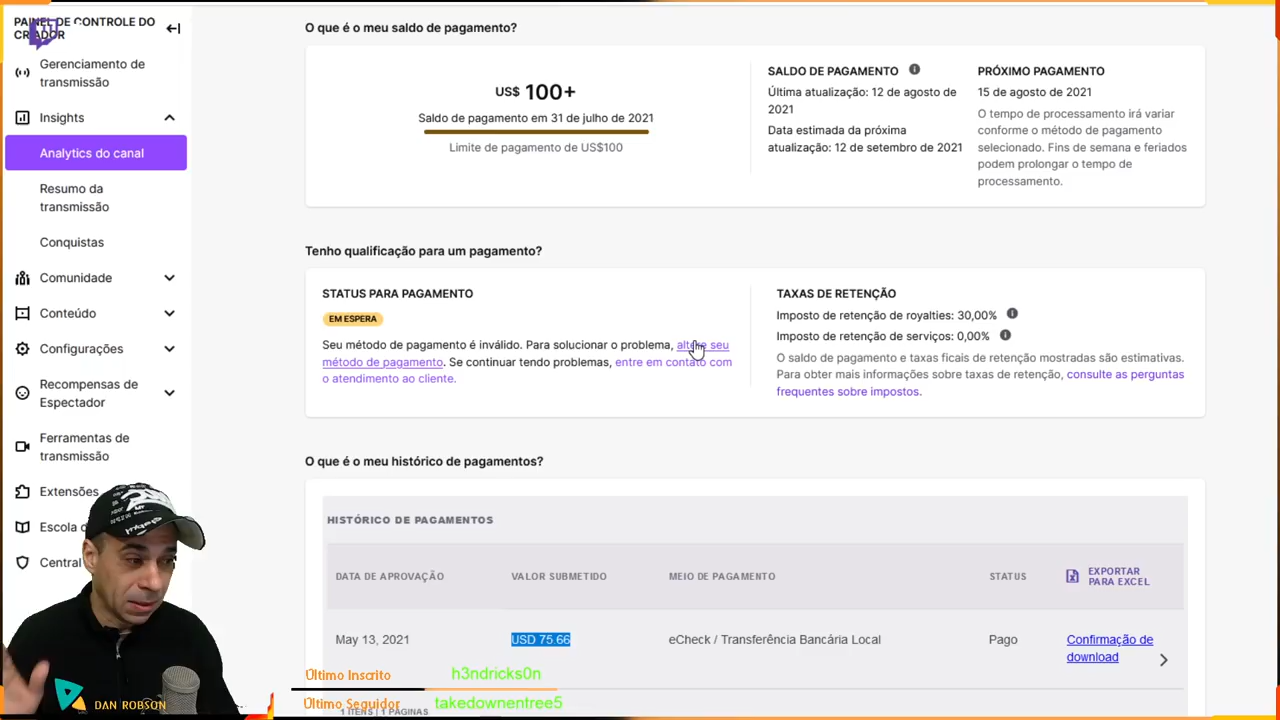 PAINEL DE CONTROLE DO
CRIADOR
Gerenciamento de
transmissão
Insights
Analytics do canal
Resumo da
transmissão
Conquistas
Comunidade
Conteúdo
Configurações
Recompensas de
Espectador
Ferramentas de
transmissão
Extensões
Escola
Central
O que é o meu saldo de pagamento?
US$ 100+
Saldo de pagamento em 31 de julho de 2021
Limite de pagamento de US$100
SALDO DE PAGAMENTO
Última atualização: 12 de agosto de
2021
Data estimada da próxima
atualização: 12 de setembro de 2021
PRÓXIMO PAGAMENTO
15 de agosto de 2021
O tempo de processamento irá variar
conforme o método de pagamento
selecionado. Fins de semana e feriados
podem prolongar o tempo de
processamento.
Tenho qualificação para um pagamento?
STATUS PARA PAGAMENTO
EM ESPERA
Seu método de pagamento é inválido. Para solucionar o problema, altere seu
método de pagamento. Se continuar tendo problemas, entre em contato com
o atendimento ao cliente.
TAXAS DE RETENÇÃO
Imposto de retenção de royalties: 30,00%
Imposto de retenção de serviços: 0,00%
O saldo de pagamento e taxas ficais de retenção mostradas são estimativas.
Para obter mais informações sobre taxas de retenção, consulte as perguntas
frequentes sobre impostos.
O que é o meu histórico de pagamentos?
HISTÓRICO DE PAGAMENTOS
DATA DE APROVAÇÃO VALOR SUBMETIDO MEIO DE PAGAMENTO STATUS EXPORTAR
PARA EXCEL
May 13, 2021 USD 75.66 eCheck / Transferência Bancária Local Pago Confirmação de
download
Último Inscrito h3ndricks0n
Último Seguidor takedownentree5
1 ITENS | 1 PÁGINAS
DAN ROBSON